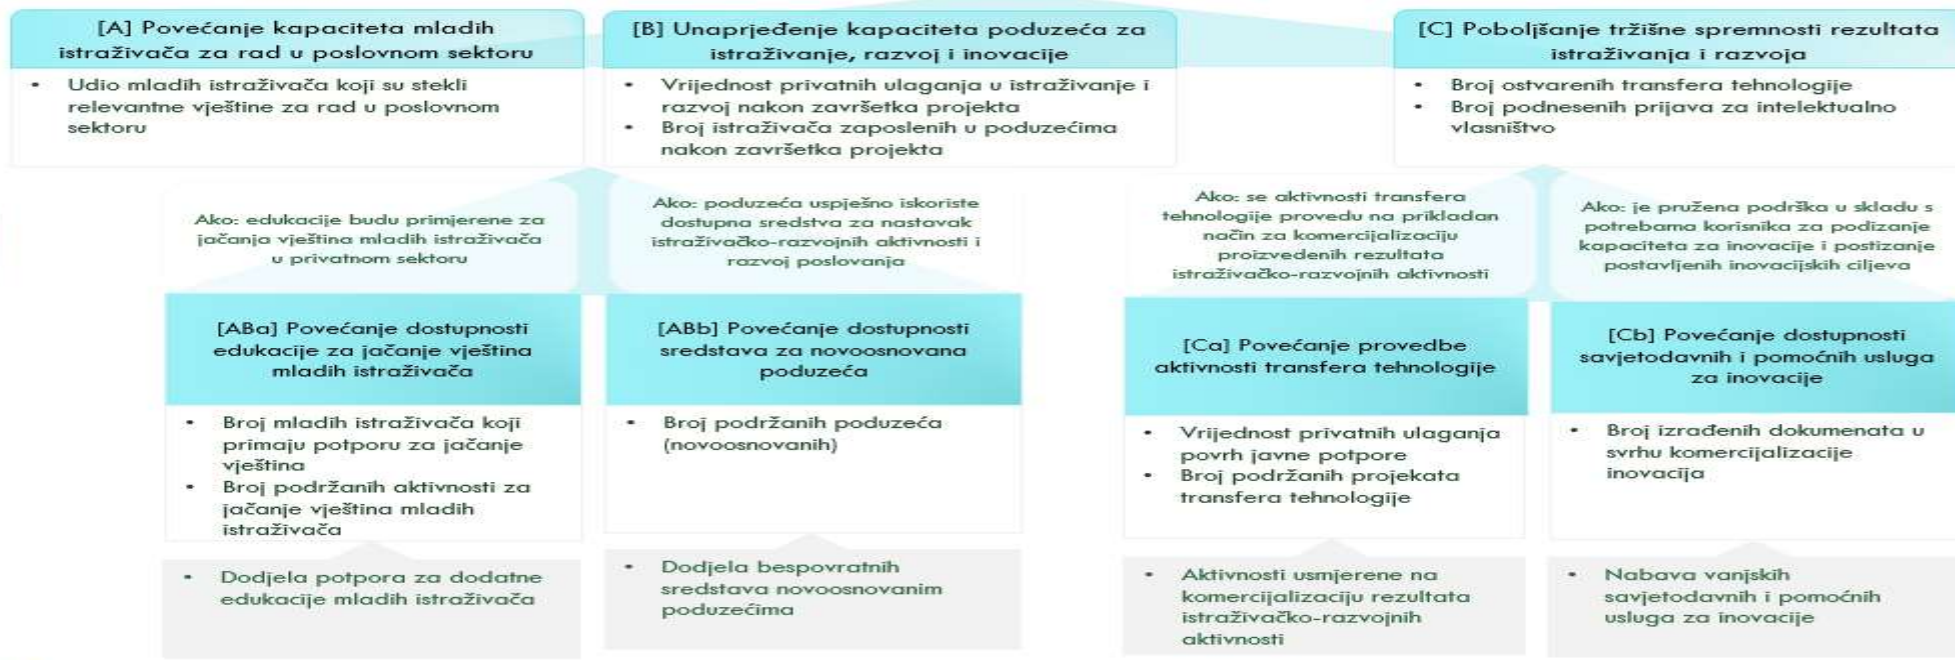 [A] Povećanje kapaciteta mladih
istraživača za rad u poslovnom sektoru
• Udio mladih istraživača koji su stekli
relevantne vještine za rad u poslovnom
sektoru
[B] Unaprjeđenje kapaciteta poduzeća za
istraživanje, razvoj i inovacije
• Vrijednost privatnih ulaganja u istraživanje i
razvoj nakon završetka projekta
• Broj istraživača zaposlenih u poduzećima
nakon završetka projekta
[C] Poboljšanje tržišne spremnosti rezultata
istraživanja i razvoja
• Broj ostvarenih transfera tehnologije
• Broj podnesenih prijava za intelektualno
vlasništvo
Ako: edukacije budu primjerene za
jačanja vještina mladih istraživača
u privatnom sektoru
Ako: poduzeća uspješno iskoriste
dostupna sredstva za nastavak
istraživačko-razvojnih aktivnosti i
razvoj poslovanja
Ako: se aktivnosti transfera
tehnologije provedu na prikladan
način za komercijalizaciju
proizvedenih rezultata
istraživačko-razvojnih aktivnosti
Ako: je pružena podrška u skladu s
potrebama korisnika za podizanje
kapaciteta za inovacije i postizanje
postavljenih inovacijskih ciljeva
[ABa] Povećanje dostupnosti
edukacije za jačanje vještina
mladih istraživača
• Broj mladih istraživača koji
primaju potporu za jačanje
vještina
• Broj podržanih aktivnosti za
jačanje vještina mladih
istraživača
• Dodjela potpora za dodatne
edukacije mladih istraživača
[ABb] Povećanje dostupnosti
sredstava za novoosnovana
poduzeća
• Broj podržanih poduzeća
(novoosnovanih)
• Dodjela bespovratnih
sredstava novoosnovanim
poduzećima
[Ca] Povećanje provedbe
aktivnosti transfera tehnologije
• Vrijednost privatnih ulaganja
povrh javne potpore
• Broj podržanih projekata
transfera tehnologije
• Aktivnosti usmjerene na
komercijalizaciju rezultata
istraživačko-razvojnih
aktivnosti
[Cb] Povećanje dostupnosti
savjetodavnih i pomoćnih usluga
za inovacije
• Broj izrađenih dokumenata u
svrhu komercijalizacije
inovacija
• Nabava vanjskih
savjetodavnih i pomoćnih
usluga za inovacije